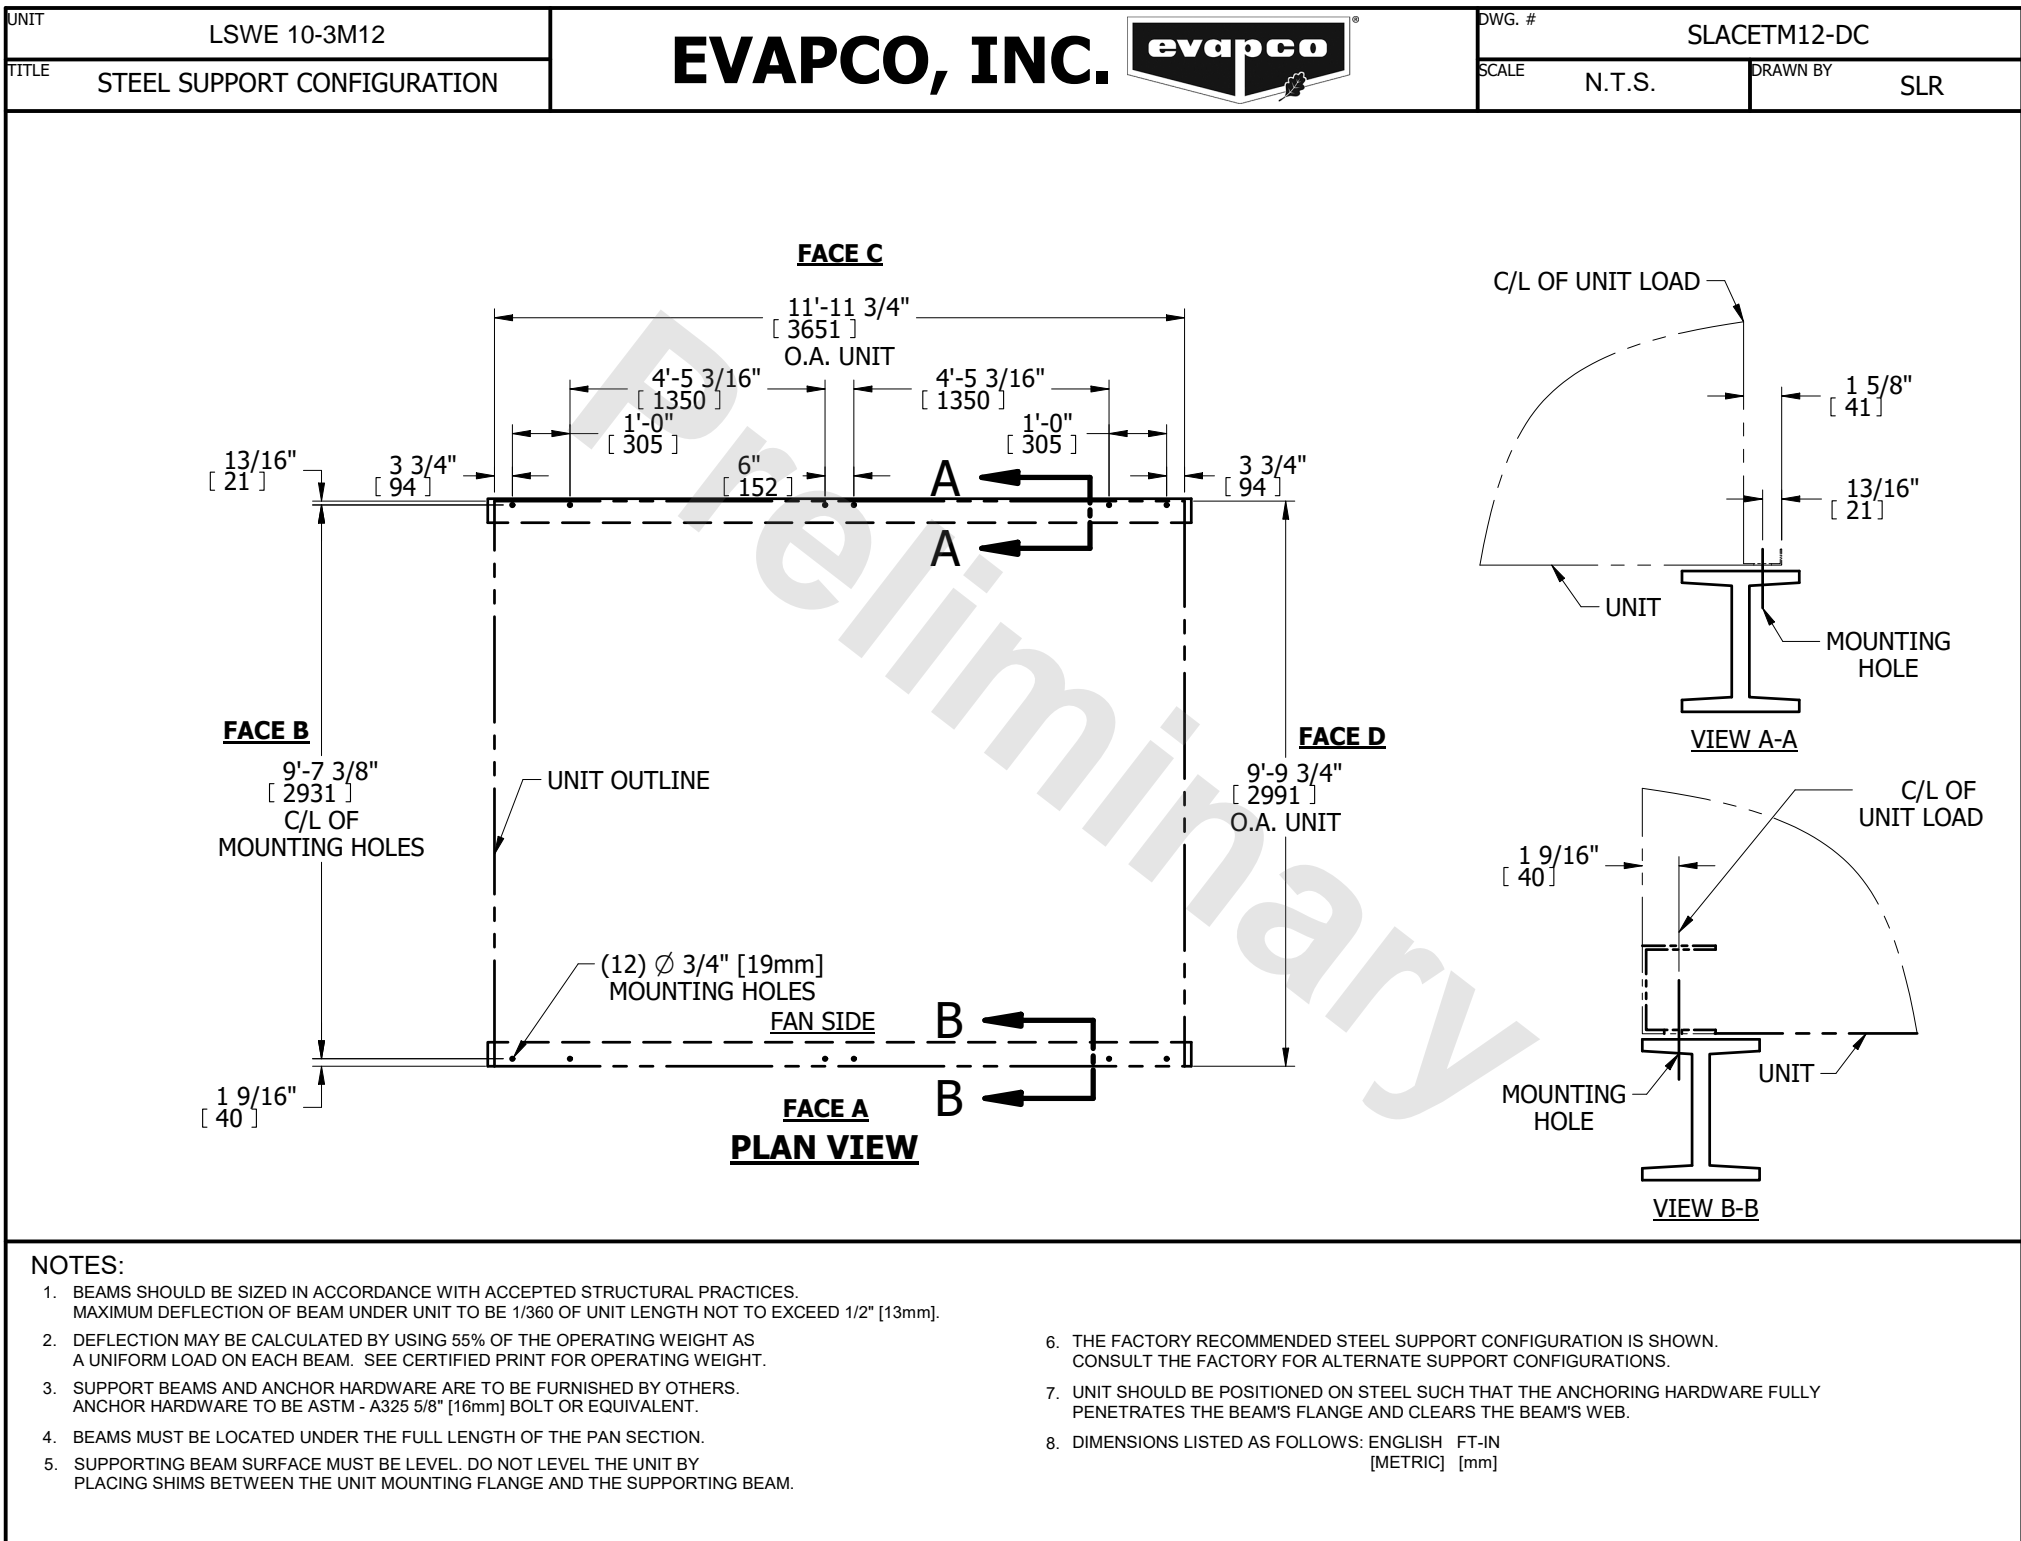 UNIT
LSWE 10-3M12
TITLE
STEEL SUPPORT CONFIGURATION
EVAPCO, INC.
evapco
®
DWG. #
SLACETM12-DC
SCALE
N.T.S.
DRAWN BY
SLR
FACE C
11'-11 3/4"
[ 3651 ]
O.A. UNIT
4'-5 3/16"
[ 1350 ]
4'-5 3/16"
[ 1350 ]
1'-0"
[ 305 ]
1'-0"
[ 305 ]
13/16"
[ 21 ]
3 3/4"
[ 94 ]
6"
[ 152 ]
A
3 3/4"
[ 94 ]
A
FACE B
9'-7 3/8"
[ 2931 ]
C/L OF
MOUNTING HOLES
UNIT OUTLINE
FACE D
9'-9 3/4"
[ 2991 ]
O.A. UNIT
(12) ∅ 3/4" [19mm]
MOUNTING HOLES
FAN SIDE
B
1 9/16"
[ 40 ]
B
FACE A
PLAN VIEW
Preliminary
C/L OF UNIT LOAD
1 5/8"
[ 41 ]
13/16"
[ 21 ]
UNIT
MOUNTING
HOLE
VIEW A-A
C/L OF
UNIT LOAD
1 9/16"
[ 40 ]
UNIT
MOUNTING
HOLE
VIEW B-B
NOTES:
1. BEAMS SHOULD BE SIZED IN ACCORDANCE WITH ACCEPTED STRUCTURAL PRACTICES.
MAXIMUM DEFLECTION OF BEAM UNDER UNIT TO BE 1/360 OF UNIT LENGTH NOT TO EXCEED 1/2" [13mm].
2. DEFLECTION MAY BE CALCULATED BY USING 55% OF THE OPERATING WEIGHT AS
A UNIFORM LOAD ON EACH BEAM. SEE CERTIFIED PRINT FOR OPERATING WEIGHT.
3. SUPPORT BEAMS AND ANCHOR HARDWARE ARE TO BE FURNISHED BY OTHERS.
ANCHOR HARDWARE TO BE ASTM - A325 5/8" [16mm] BOLT OR EQUIVALENT.
4. BEAMS MUST BE LOCATED UNDER THE FULL LENGTH OF THE PAN SECTION.
5. SUPPORTING BEAM SURFACE MUST BE LEVEL. DO NOT LEVEL THE UNIT BY
PLACING SHIMS BETWEEN THE UNIT MOUNTING FLANGE AND THE SUPPORTING BEAM.
6. THE FACTORY RECOMMENDED STEEL SUPPORT CONFIGURATION IS SHOWN.
CONSULT THE FACTORY FOR ALTERNATE SUPPORT CONFIGURATIONS.
7. UNIT SHOULD BE POSITIONED ON STEEL SUCH THAT THE ANCHORING HARDWARE FULLY
PENETRATES THE BEAM'S FLANGE AND CLEARS THE BEAM'S WEB.
8. DIMENSIONS LISTED AS FOLLOWS: ENGLISH FT-IN
[METRIC] [mm]